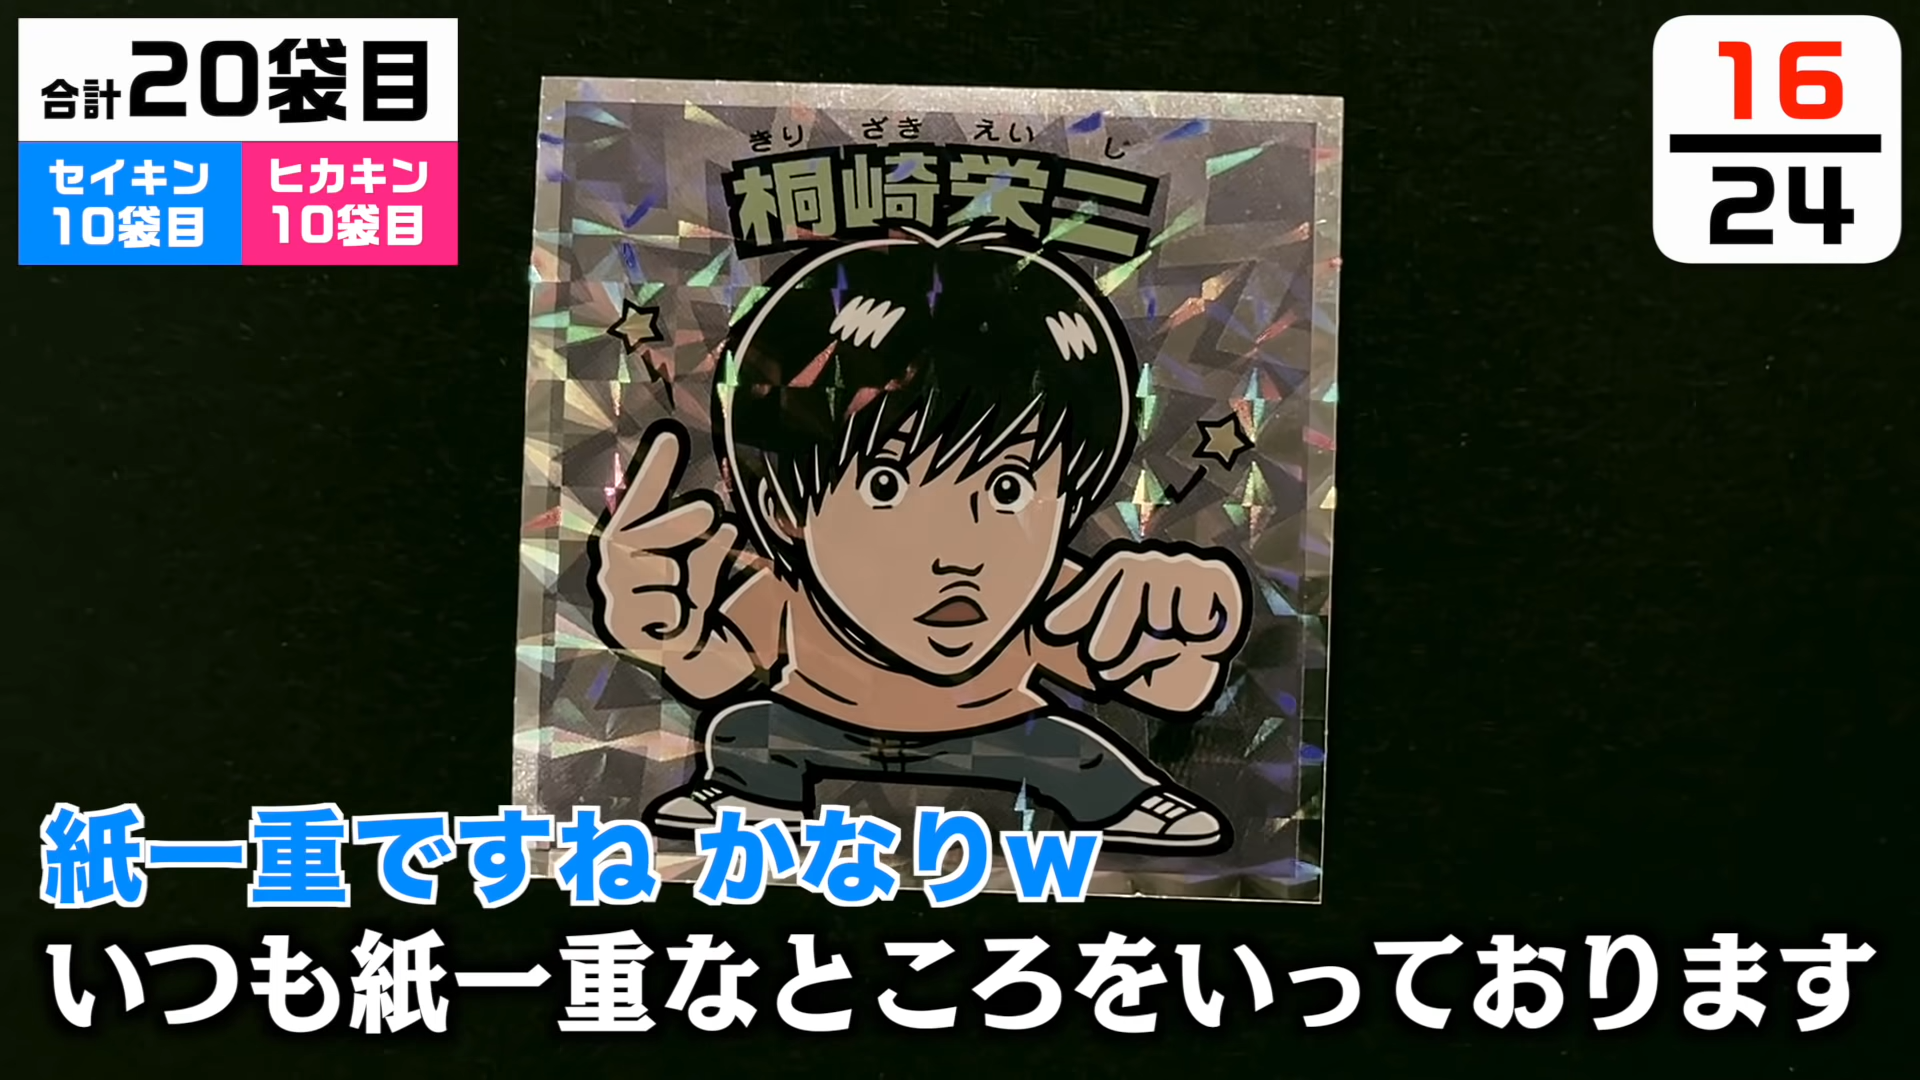 合計20袋目
セイキン
10袋目
ヒカキン
10袋目
16
24
きりざきえいじ
桐崎栄二
紙一重ですね かなりw
いつも紙一重なところをいっております